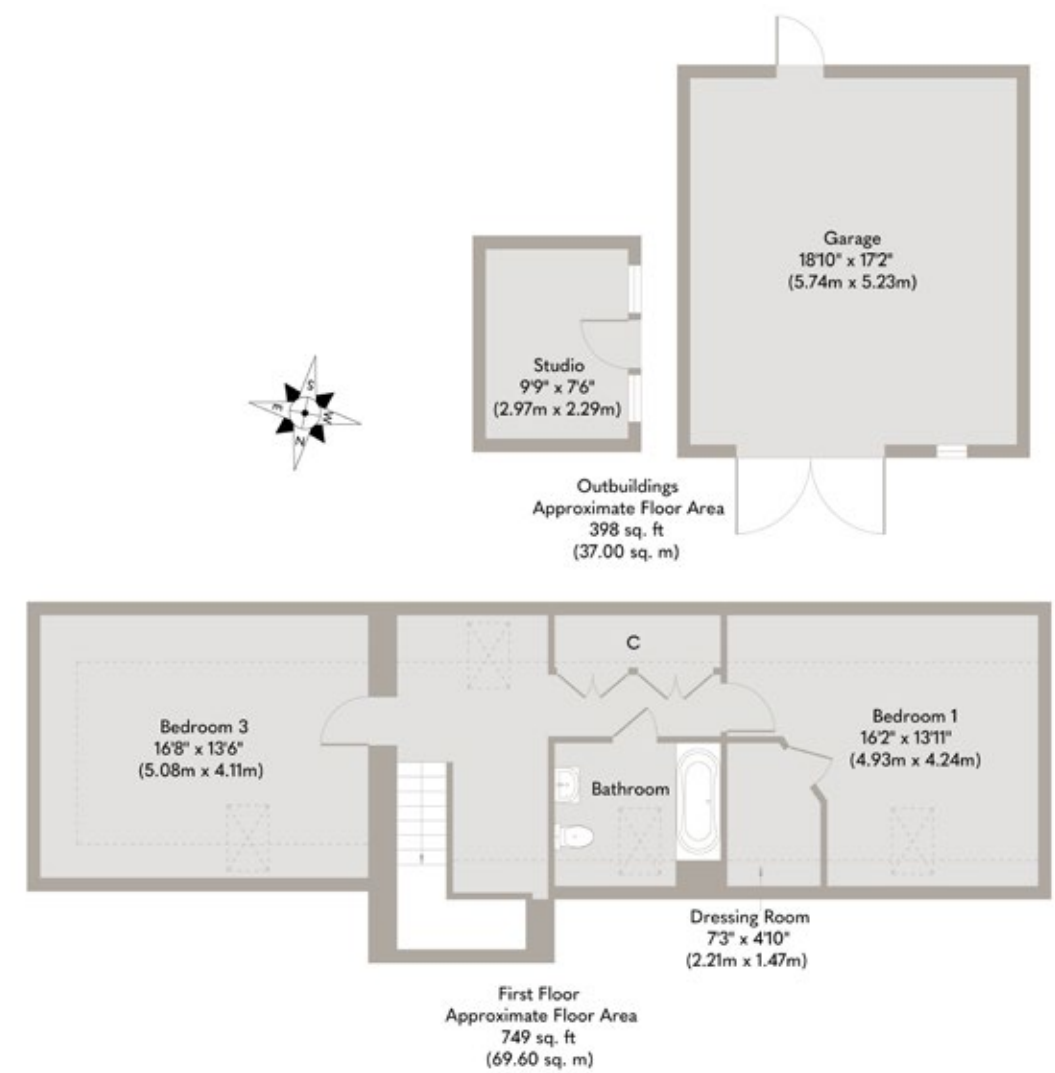 Garage
18'10" x 17'2"
(5.74m x 5.23m)
Studio
9'9" x 7'6"
(2.97m x 2.29m)
S
E
W
N
Outbuildings
Approximate Floor Area
398 sq. ft
(37.00 sq. m)
C
Bedroom 3
16'8" x 13'6"
(5.08m x 4.11m)
Bedroom 1
16'2" x 13'11"
(4.93m x 4.24m)
Bathroom
Dressing Room
7'3" x 4'10"
(2.21m x 1.47m)
First Floor
Approximate Floor Area
749 sq. ft
(69.60 sq. m)